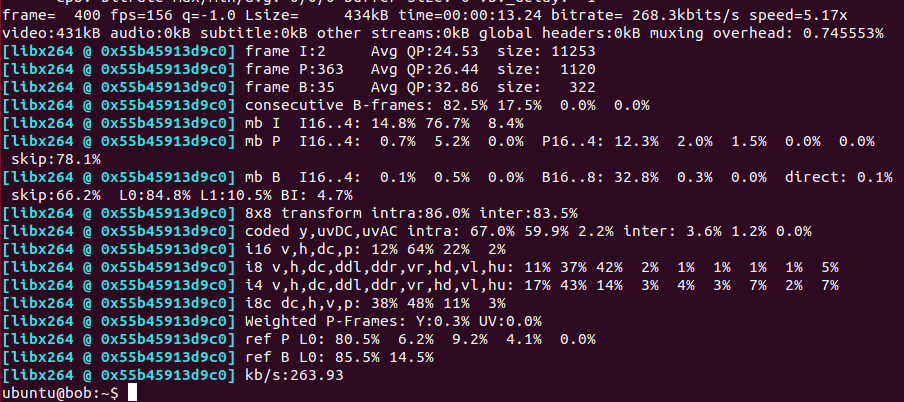 frame=  400 fps=156 q=-1.0 Lsize=     434kB time=00:00:13.24 bitrate= 268.3kbits/s speed=5.17x
video:431kB audio:0kB subtitle:0kB other streams:0kB global headers:0kB muxing overhead: 0.745553%
[libx264 @ 0x55b45913d9c0] frame I:2     Avg QP:24.53  size: 11253
[libx264 @ 0x55b45913d9c0] frame P:363   Avg QP:26.44  size:  1120
[libx264 @ 0x55b45913d9c0] frame B:35    Avg QP:32.86  size:   322
[libx264 @ 0x55b45913d9c0] consecutive B-frames: 82.5% 17.5%  0.0%  0.0%
[libx264 @ 0x55b45913d9c0] mb I  I16..4: 14.8% 76.7%  8.4%
[libx264 @ 0x55b45913d9c0] mb P  I16..4:  0.7%  5.2%  0.0%  P16..4: 12.3%  2.0%  1.5%  0.0%  0.0%
 skip:78.1%
[libx264 @ 0x55b45913d9c0] mb B  I16..4:  0.1%  0.5%  0.0%  B16..8: 32.8%  0.3%  0.0%  direct: 0.1%
 skip:66.2%  L0:84.8% L1:10.5% BI: 4.7%
[libx264 @ 0x55b45913d9c0] 8x8 transform intra:86.0% inter:83.5%
[libx264 @ 0x55b45913d9c0] coded y,uvDC,uvAC intra: 67.0% 59.9% 2.2% inter: 3.6% 1.2% 0.0%
[libx264 @ 0x55b45913d9c0] i16 v,h,dc,p: 12% 64% 22%  2%
[libx264 @ 0x55b45913d9c0] i8 v,h,dc,ddl,ddr,vr,hd,vl,hu: 11% 37% 42%  2%  1%  1%  1%  1%  5%
[libx264 @ 0x55b45913d9c0] i4 v,h,dc,ddl,ddr,vr,hd,vl,hu: 17% 43% 14%  3%  4%  3%  7%  2%  7%
[libx264 @ 0x55b45913d9c0] i8c dc,h,v,p: 38% 48% 11%  3%
[libx264 @ 0x55b45913d9c0] Weighted P-Frames: Y:0.3% UV:0.0%
[libx264 @ 0x55b45913d9c0] ref P L0: 80.5%  6.2%  9.2%  4.1%  0.0%
[libx264 @ 0x55b45913d9c0] ref B L0: 85.5% 14.5%
[libx264 @ 0x55b45913d9c0] kb/s:263.93
ubuntu@bob:~$